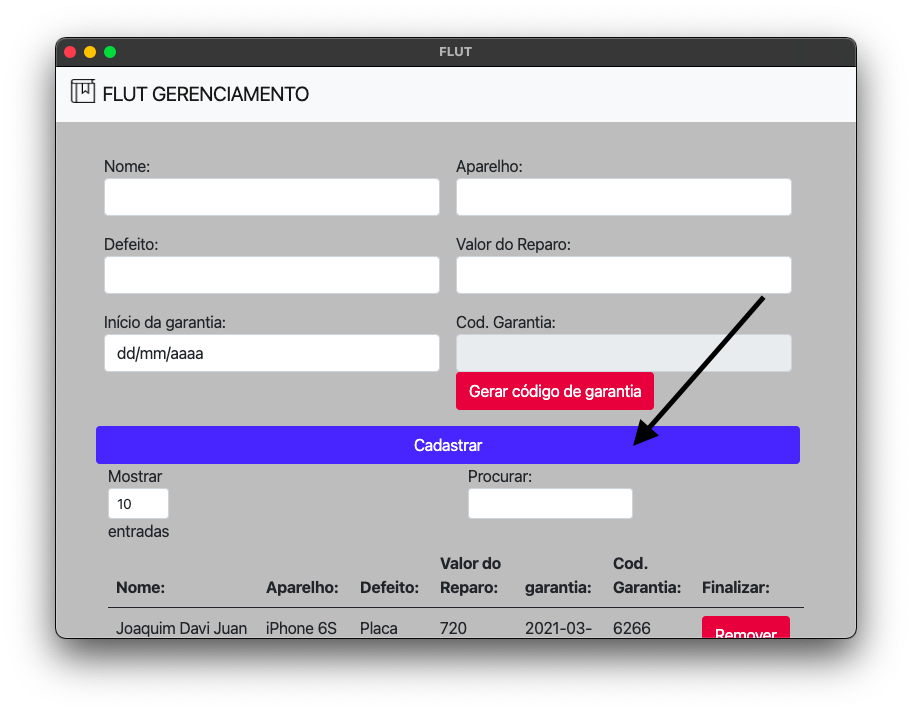 FLUT
FLUT GERENCIAMENTO
Nome: Aparelho:
Defeito: Valor do Reparo:
Início da garantia: Cod. Garantia:
dd/mm/aaaa
Gerar código de garantia
Cadastrar
Mostrar Procurar:
10
entradas
Valor do Cod.
Nome: Aparelho: Defeito: Reparo: garantia: Garantia: Finalizar:
Joaquim Davi Juan iPhone 6S Placa 720 2021-03- 6266 Remover